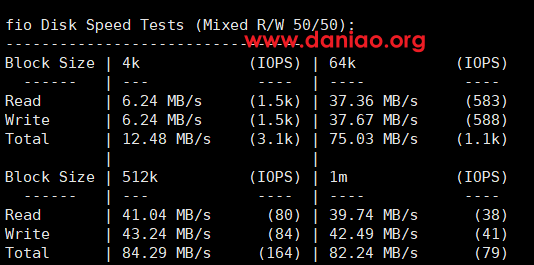 fio Disk Speed Tests (Mixed R/W 50/50):
---------------------------------
www.daniao.org
Block Size | 4k            (IOPS) | 64k           (IOPS)
  ------   | ---            ----  | ----           ----
Read       | 6.24 MB/s     (1.5k) | 37.36 MB/s     (583)
Write      | 6.24 MB/s     (1.5k) | 37.67 MB/s     (588)
Total      | 12.48 MB/s    (3.1k) | 75.03 MB/s    (1.1k)
           |                      |
Block Size | 512k          (IOPS) | 1m            (IOPS)
  ------   | ---            ----  | ----           ----
Read       | 41.04 MB/s      (80) | 39.74 MB/s      (38)
Write      | 43.24 MB/s      (84) | 42.49 MB/s      (41)
Total      | 84.29 MB/s     (164) | 82.24 MB/s      (79)